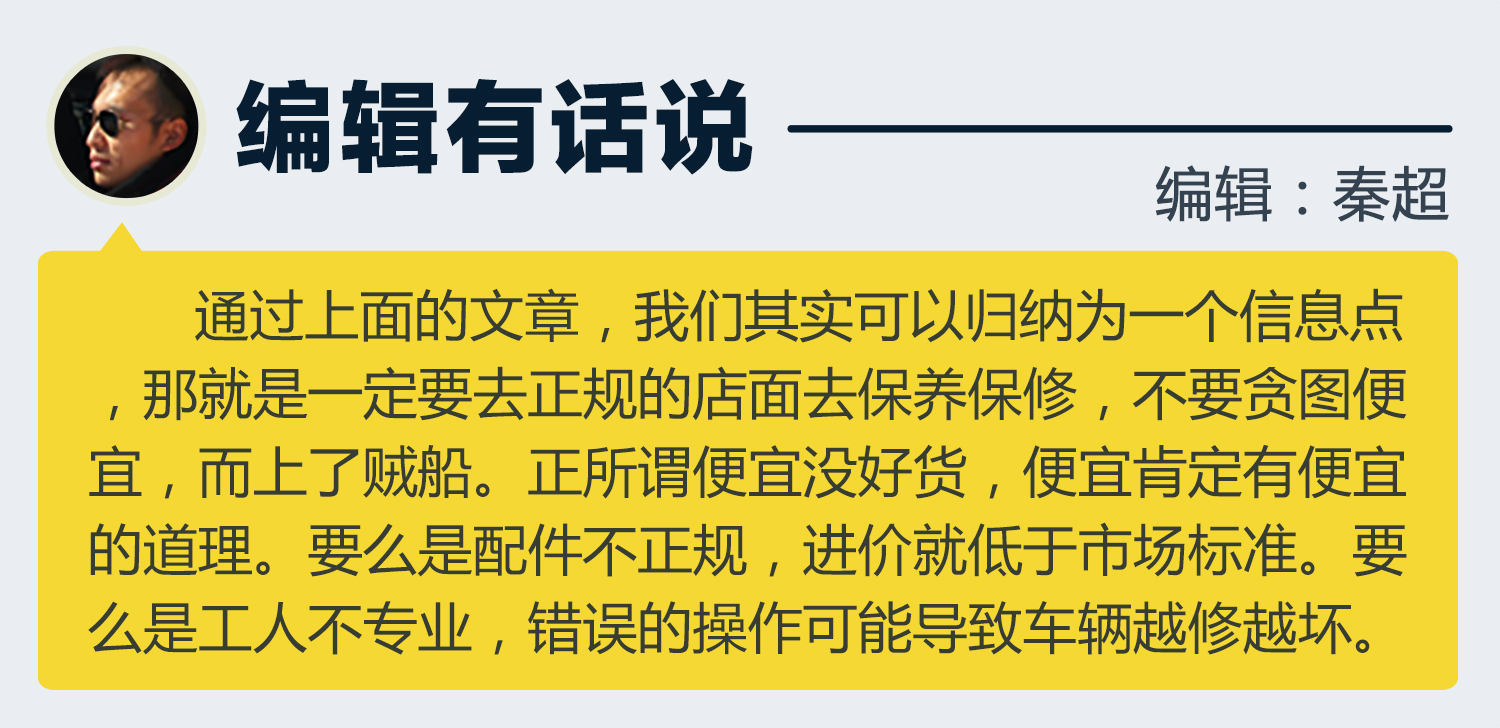 编辑有话说
编辑：秦超
通过上面的文章，我们其实可以归纳为一个信息点
，那就是一定要去正规的店面去保养保修，不要贪图便
宜，而上了贼船。正所谓便宜没好货，便宜肯定有便宜
的道理。要么是配件不正规，进价就低于市场标准。要
么是工人不专业，错误的操作可能导致车辆越修越坏。